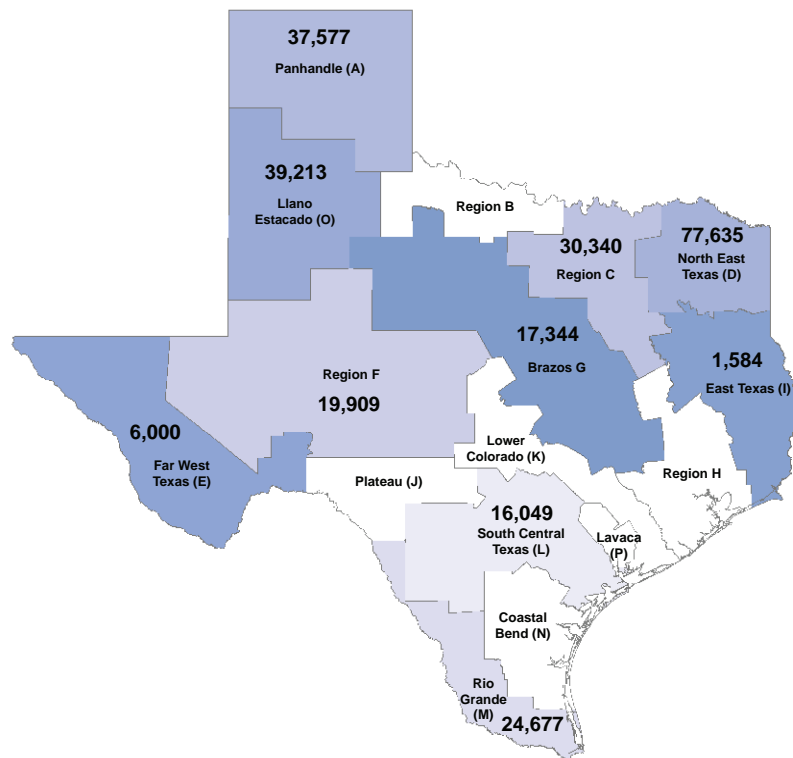 37,577
Panhandle (A)
39,213
Llano
Estacado (O)
Region B
30,340
Region C
77,635
North East
Texas (D)
17,344
Brazos G
1,584
East Texas (I)
Region F
19,909
6,000
Far West
Texas (E)
Lower
Colorado (K)
Plateau (J)
Region H
16,049
South Central
Texas (L)
Lavaca
(P)
Coastal
Bend (N)
Rio
Grande
(M)
24,677